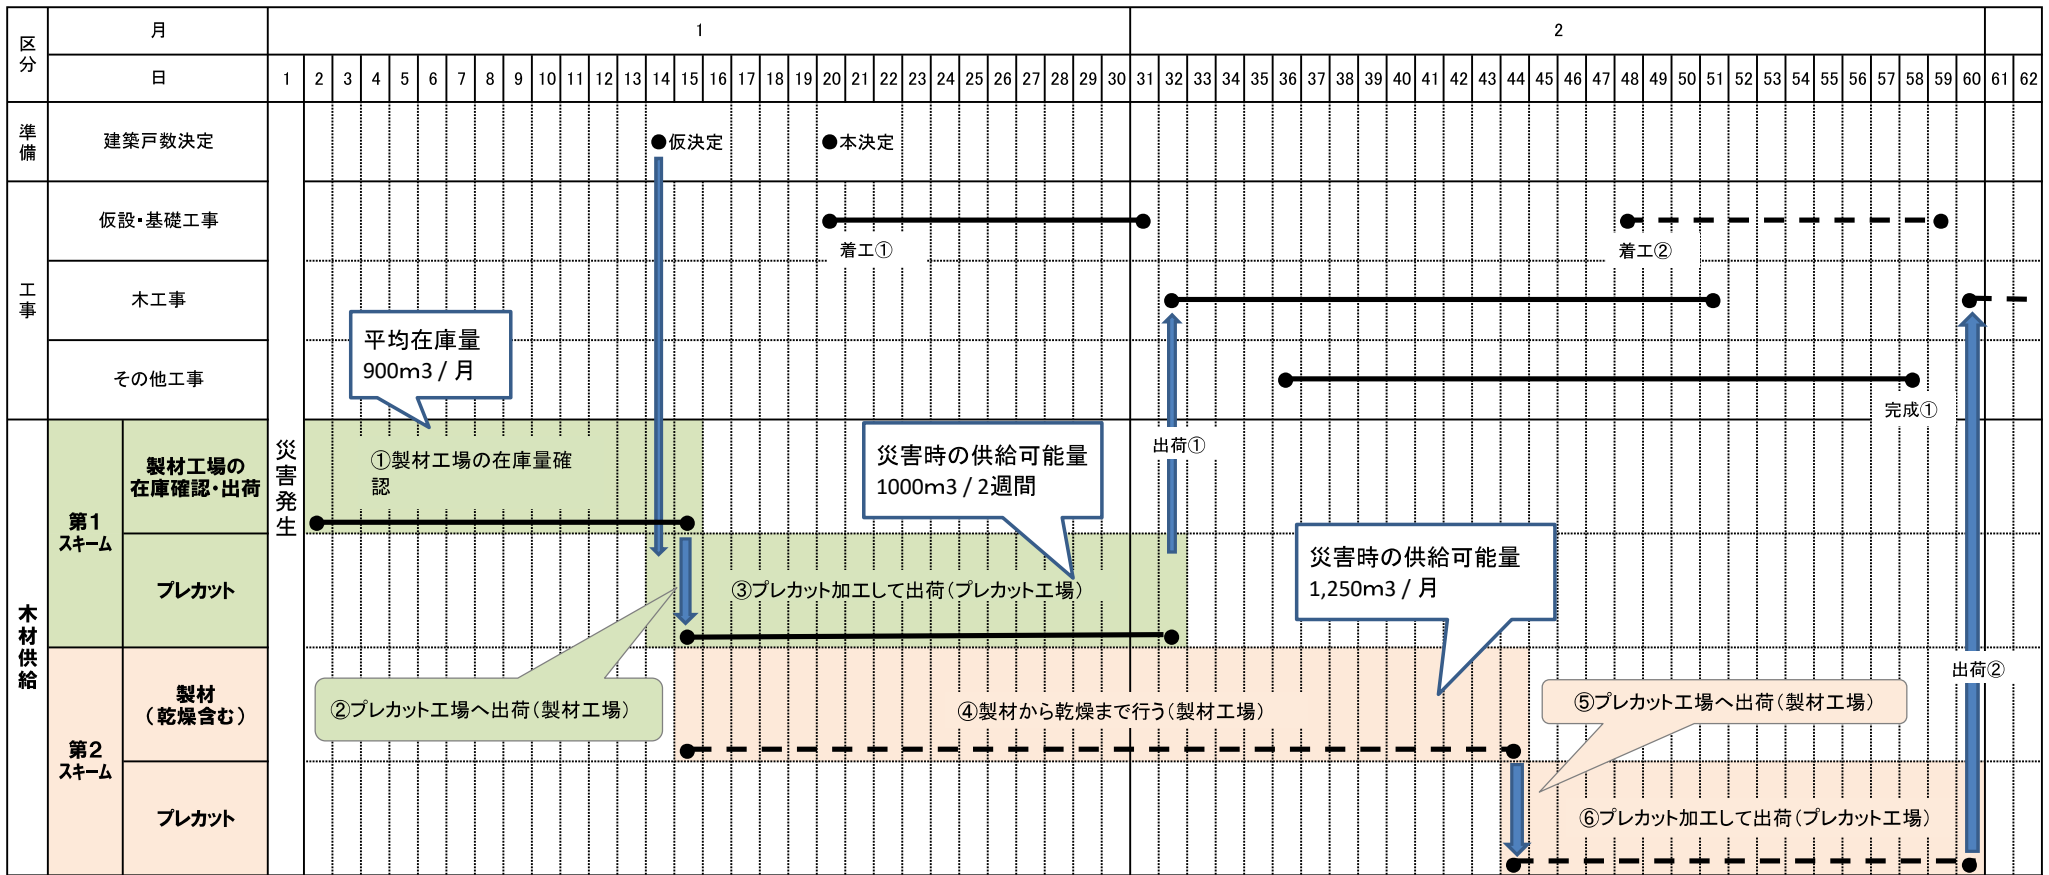 区分
月
1
2
日
1 2 3 4 5 6 7 8 9 10 11 12 13 14 15 16 17 18 19 20 21 22 23 24 25 26 27 28 29 30 31 32 33 34 35 36 37 38 39 40 41 42 43 44 45 46 47 48 49 50 51 52 53 54 55 56 57 58 59 60 61 62
準備
建築戸数決定
仮決定
本決定
工事
仮設・基礎工事
着工①
着工②
木工事
その他工事
完成①
平均在庫量
900m3 / 月
災害発生
木材供給
第1
スキーム
製材工場の
在庫確認・出荷
①製材工場の在庫量確
認
災害時の供給可能量
1000m3 / 2週間
出荷①
プレカット
③プレカット加工して出荷(プレカット工場)
災害時の供給可能量
1,250m3 / 月
第2
スキーム
製材
(乾燥含む)
②プレカット工場へ出荷(製材工場)
④製材から乾燥まで行う(製材工場)
⑤プレカット工場へ出荷(製材工場)
出荷②
プレカット
⑥プレカット加工して出荷(プレカット工場)